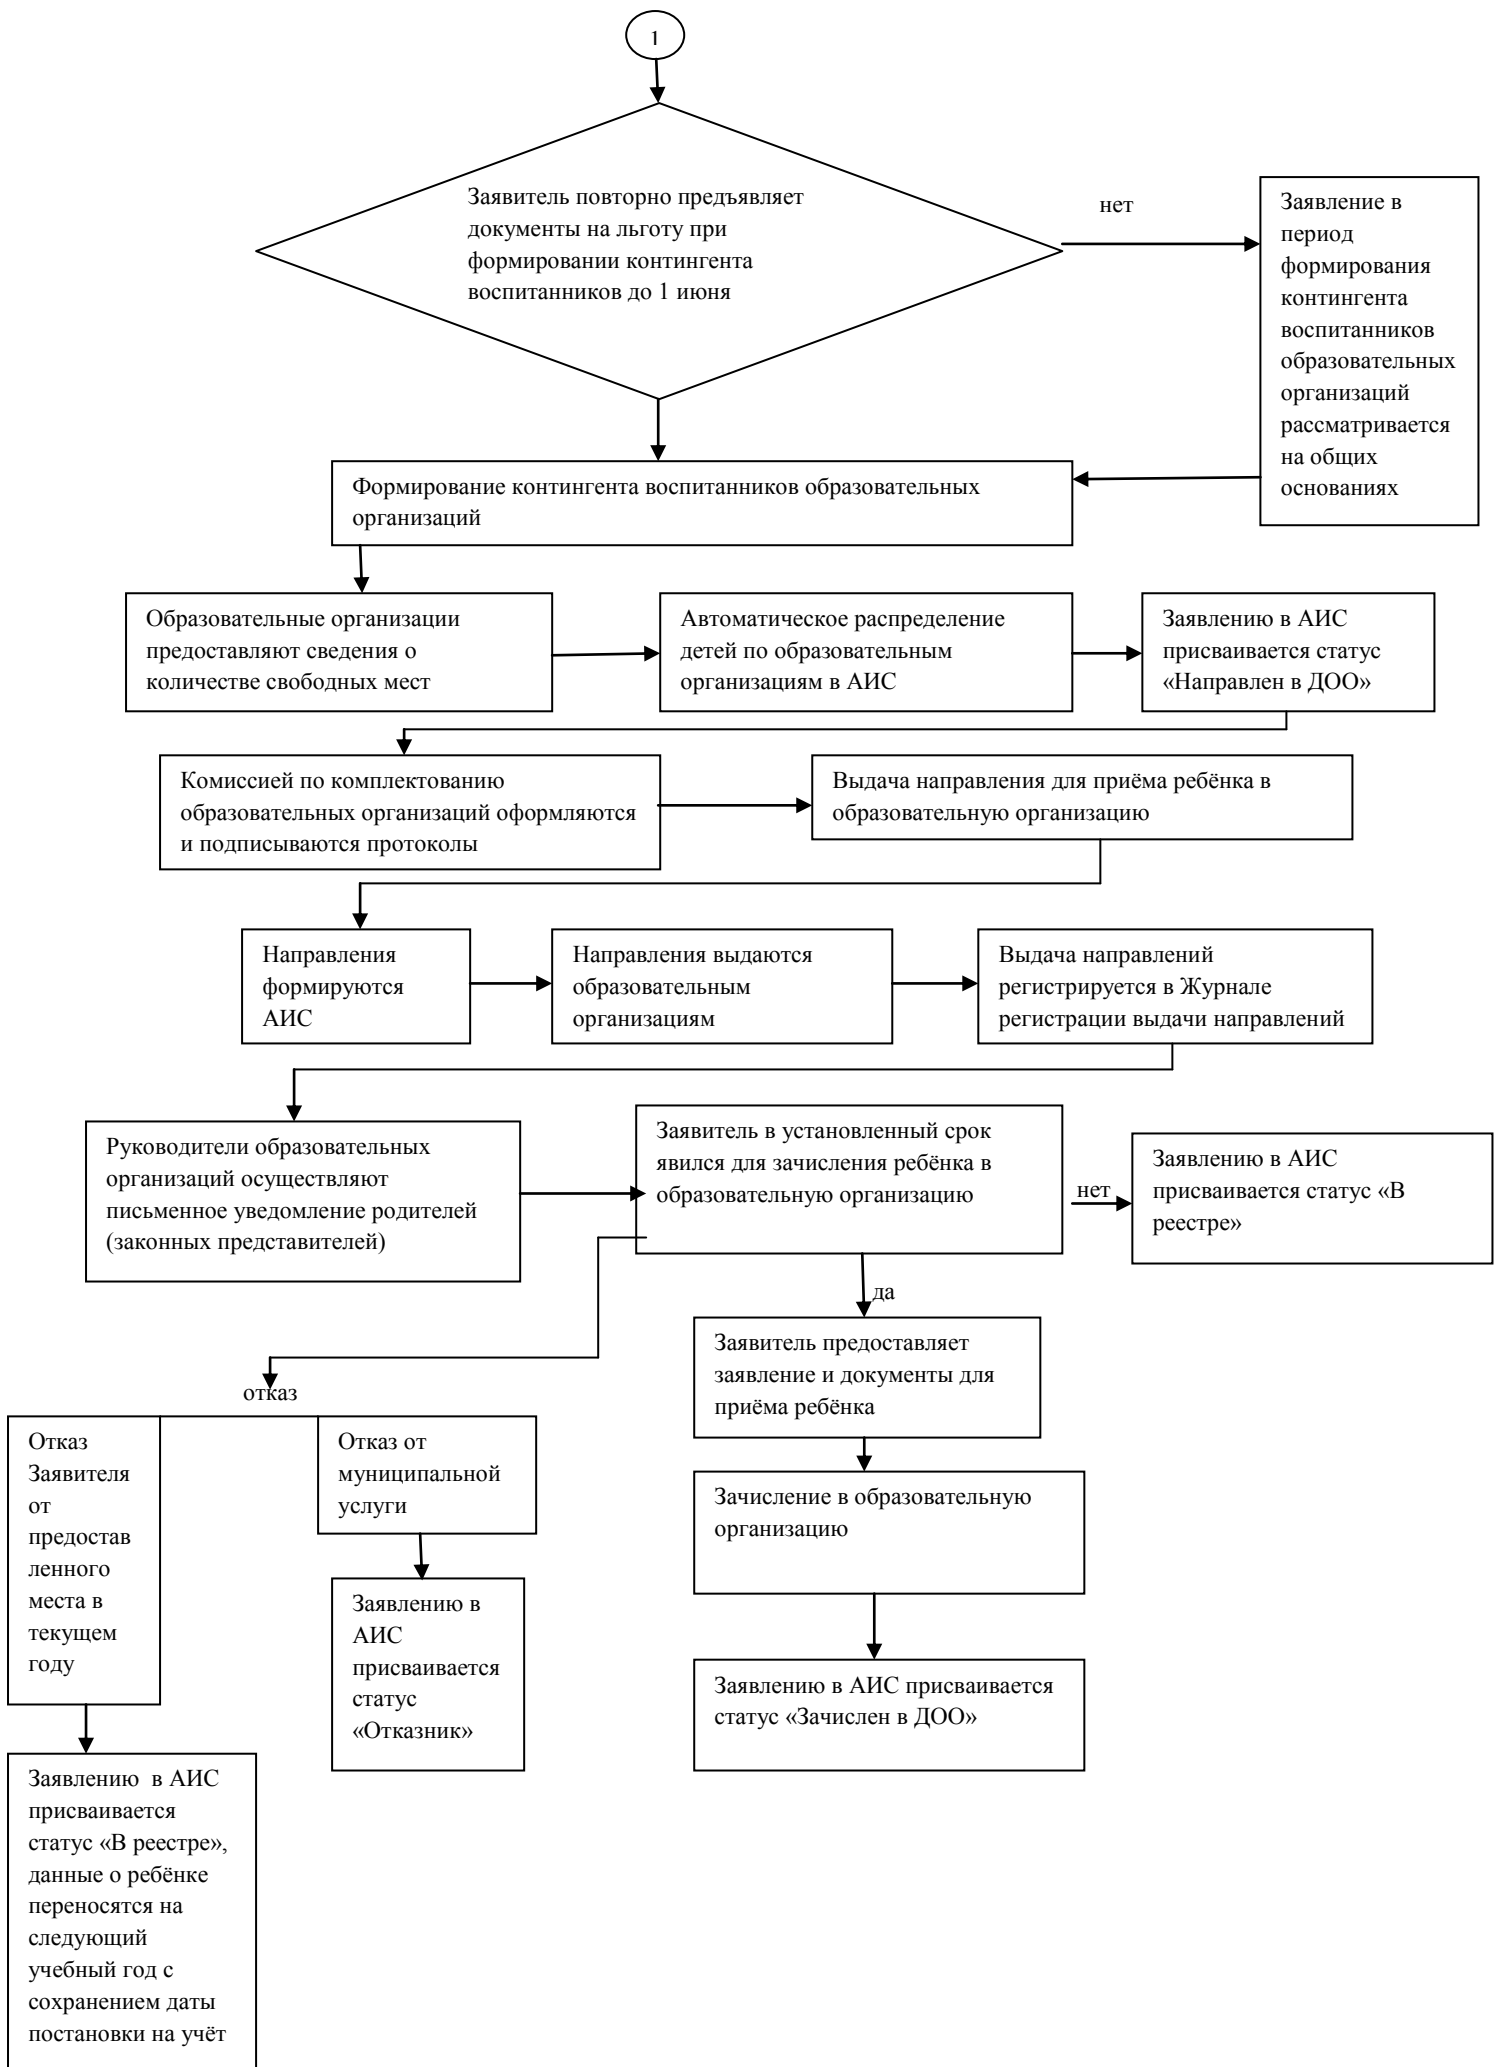 1
Заявитель повторно предъявляет
документы на льготу при
формировании контингента
воспитанников до 1 июня
нет
Заявление в
период
формирования
контингента
воспитанников
образовательных
организаций
рассматривается
на общих
основаниях
Формирование контингента воспитанников образовательных
организаций
Образовательные организации
предоставляют сведения о
количестве свободных мест
Автоматическое распределение
детей по образовательным
организациям в АИС
Заявлению в АИС
присваивается статус
«Направлен в ДОО»
Комиссией по комплектованию
образовательных организаций оформляются
и подписываются протоколы
Выдача направления для приёма ребёнка в
образовательную организацию
Направления
формируются
АИС
Направления выдаются
образовательным
организациям
Выдача направлений
регистрируется в Журнале
регистрации выдачи направлений
Руководители образовательных
организаций осуществляют
письменное уведомление родителей
(законных представителей)
Заявитель в установленный срок
явился для зачисления ребёнка в
образовательную организацию
нет
Заявлению в АИС
присваивается статус «В
реестре»
да
Заявитель предоставляет
заявление и документы для
приёма ребёнка
отказ
Отказ
Заявителя
от
предостав
ленного
места в
текущем
году
Отказ от
муниципальной
услуги
Зачисление в образовательную
организацию
Заявлению в
АИС
присваивается
статус
«Отказник»
Заявлению в АИС присваивается
статус «Зачислен в ДОО»
Заявлению  в АИС
присваивается
статус «В реестре»,
данные о ребёнке
переносятся на
следующий
учебный год с
сохранением даты
постановки на учёт